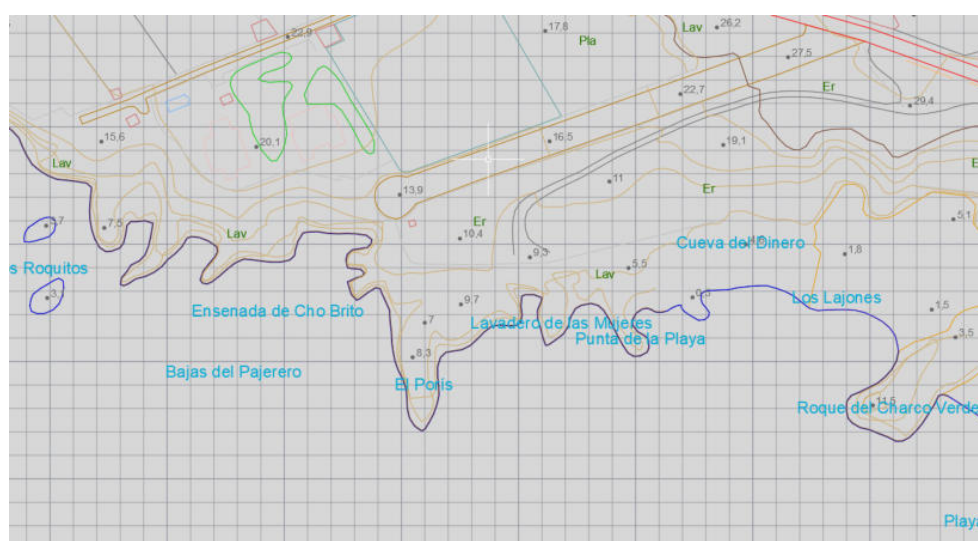 22,9
17,8
Pla
Lav
26,2
27,5
Er
22,7
29,4
15,6
20,1
16,5
19,1
Lav
11
Er
13,9
Er
7,5
Lav
10,4
9,3
5,1
Cueva del Dinero
1,8
s Roquitos
Lav
5,5
Los Lajones
Ensenada de Cho Brito
9,7
1,5
7
Lavadero de las Mujeres
Punta de la Playa
3,5
8,3
Bajas del Pajerero
El Poris
11,5
Roque del Charco Verde
Playa